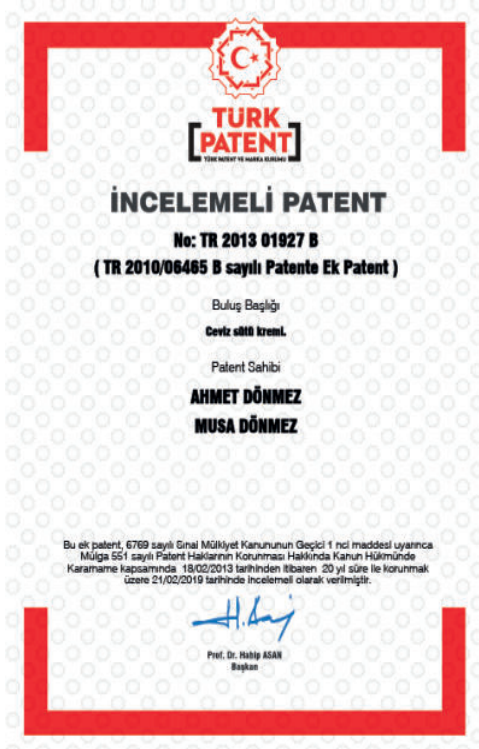 TÜRK
PATENT
TÜRK PATENT VE MARKA KURUMU
İNCELEMELİ PATENT
No: TR 2013 01927 B
( TR 2010/06465 B sayılı Patente Ek Patent )
Buluş Başlığı
Ceviz sütü kremi.
Patent Sahibi
AHMET DÖNMEZ
MUSA DÖNMEZ
Bu ek patent, 6769 sayılı Sınai Mülkiyet Kanununun Geçici 1 nci maddesi uyarınca
Mülga 551 sayılı Patent Haklarının Korunması Hakkında Kanun Hükmünde
Kararname kapsamında 18/02/2013 tarihinden itibaren 20 yıl süre ile korunmak
üzere 21/02/2019 tarihinde incelemeli olarak verilmiştir.
Prof. Dr. Habip ASAN
Başkan